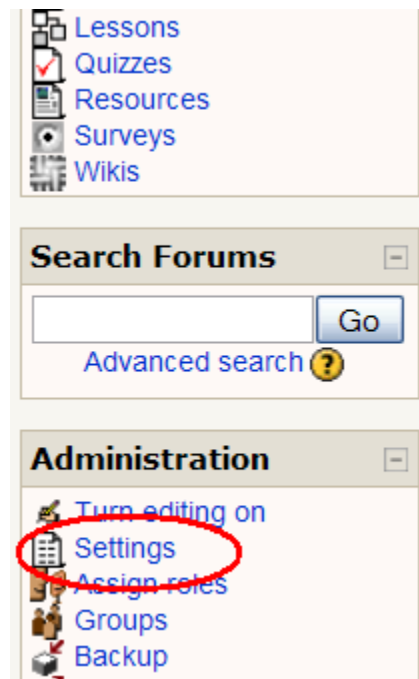 Lessons
Quizzes
Resources
Surveys
Wikis
Search Forums
Go
Advanced search ?
Administration
Turn editing on
Settings
Assign roles
Groups
Backup